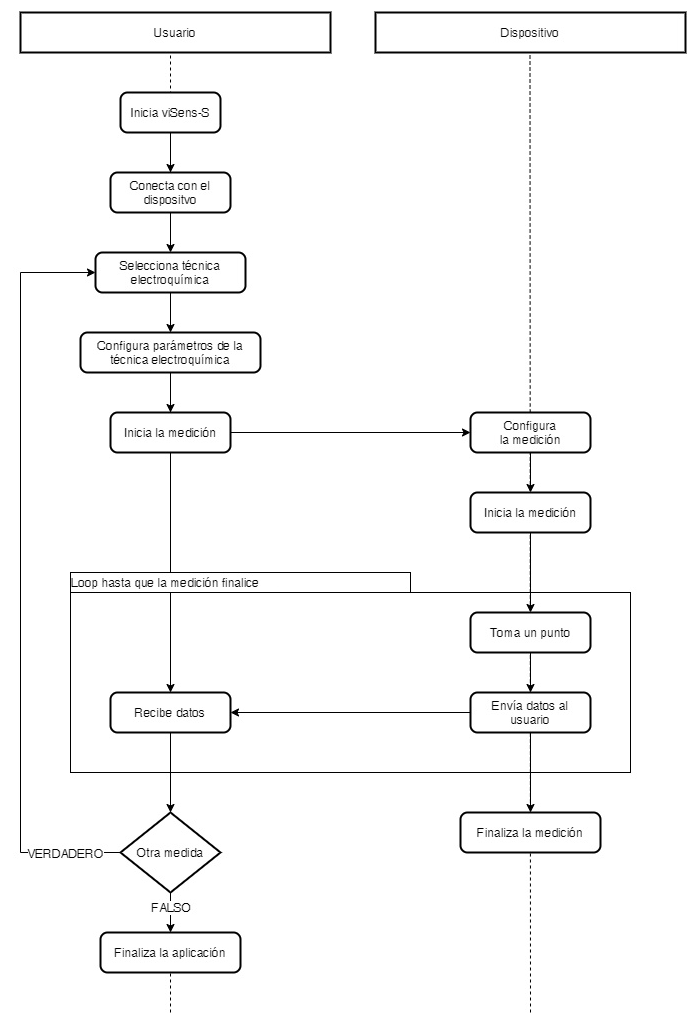 Usuario
Dispositivo
Inicia viSens-S
Conecta con el
dispositvo
Selecciona técnica
electroquímica
Configura parámetros de la
técnica electroquímica
Inicia la medición
Configura
la medición
Inicia la medición
Loop hasta que la medición finalice
Toma un punto
Recibe datos
Envía datos al
usuario
Otra medida
Finaliza la medición
VERDADERO
FALSO
Finaliza la aplicación